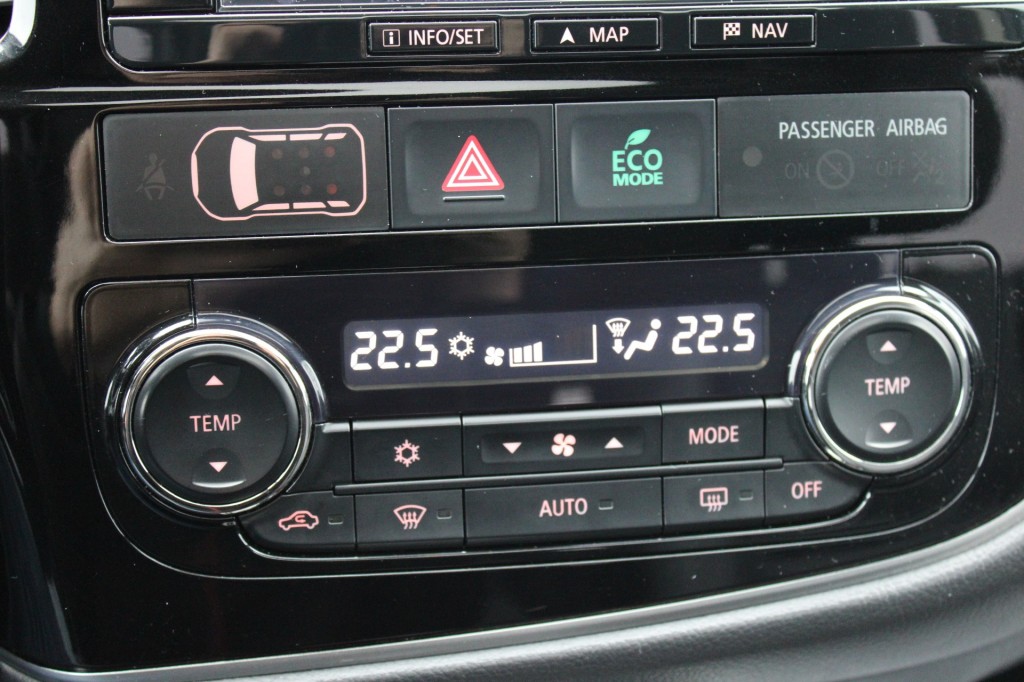 INFO/SET MAP NAV
ECO
MODE
PASSENGER AIRBAG
ON OFF
22.5 22.5
TEMP
TEMP
MODE
AUTO
OFF